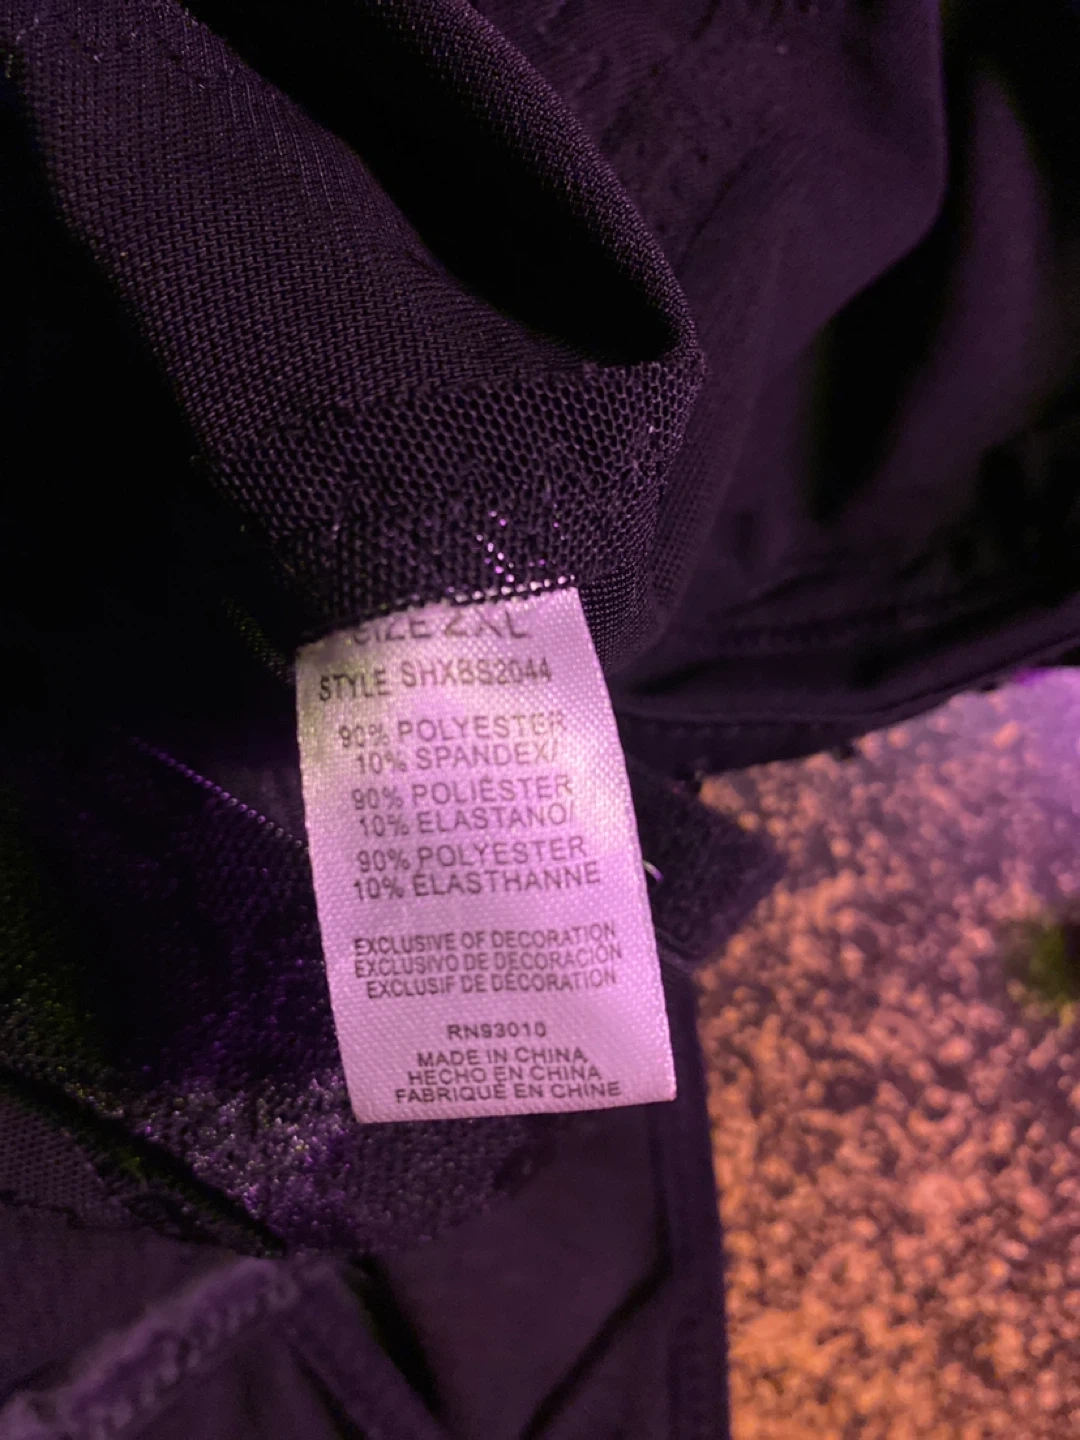 SIZE 2XL
STYLE SHXBS2044
90% POLYESTER
10% SPANDEX/
90% POLIÉSTER
10% ELASTANO/
90% POLYESTER
10% ÉLASTHANNE
EXCLUSIVE OF DECORATION
EXCLUSIVO DE DECORACIÓN
EXCLUSIF DE DÉCORATION
RN93010
MADE IN CHINA
HECHO EN CHINA
FABRIQUÉ EN CHINE